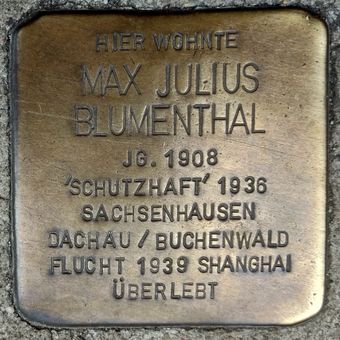 HIER WOHNTE
MAX JULIUS
BLUMENTHAL
JG. 1908
'SCHUTZHAFT' 1936
SACHSENHAUSEN
DACHAU / BUCHENWALD
FLUCHT 1939 SHANGHAI
ÜBERLEBT